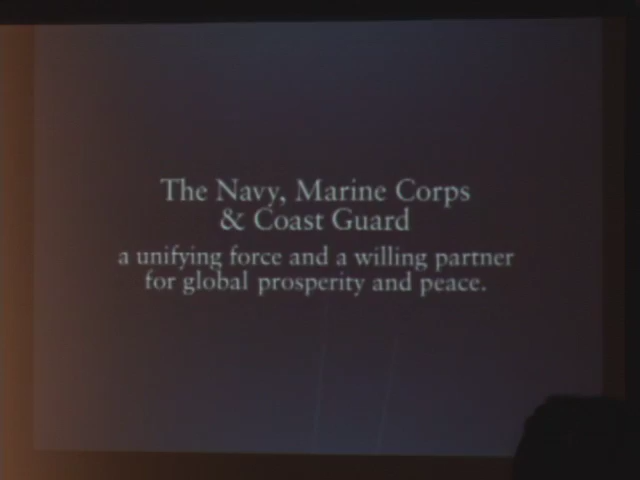 The Navy, Marine Corps
& Coast Guard
a unifying force and a willing partner
for global prosperity and peace.